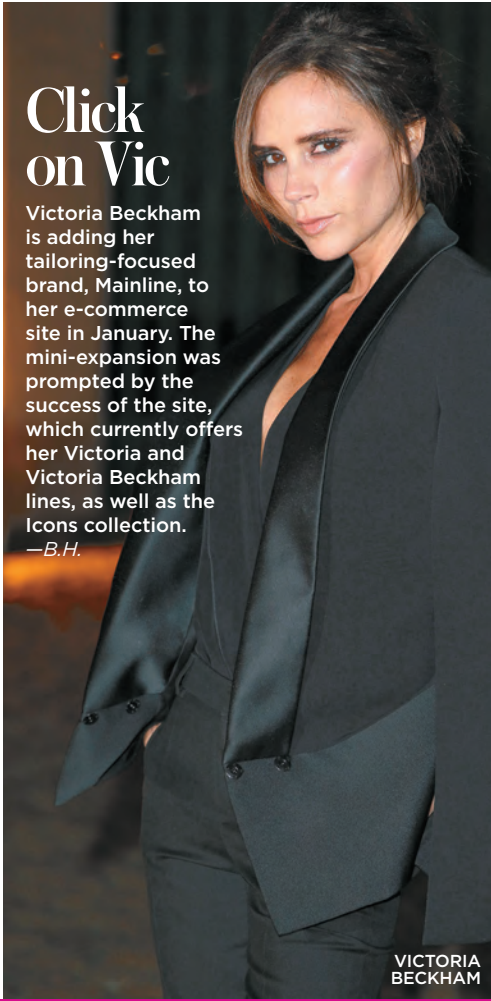 Click
on Vic
Victoria Beckham
is adding her
tailoring-focused
brand, Mainline, to
her e-commerce
site in January. The
mini-expansion was
prompted by the
success of the site,
which currently offers
her Victoria and
Victoria Beckham
lines, as well as the
Icons collection.
—B.H.
VICTORIA
BECKHAM